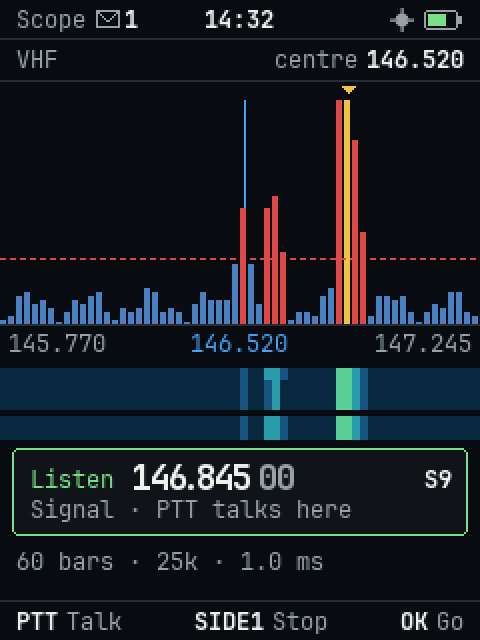 Scope 1 14:32
VHF centre 146.520
145.770 146.520 147.245
Listen 146.845 00 S9
Signal · PTT talks here
60 bars · 25k · 1.0 ms
PTT Talk SIDE1 Stop OK Go